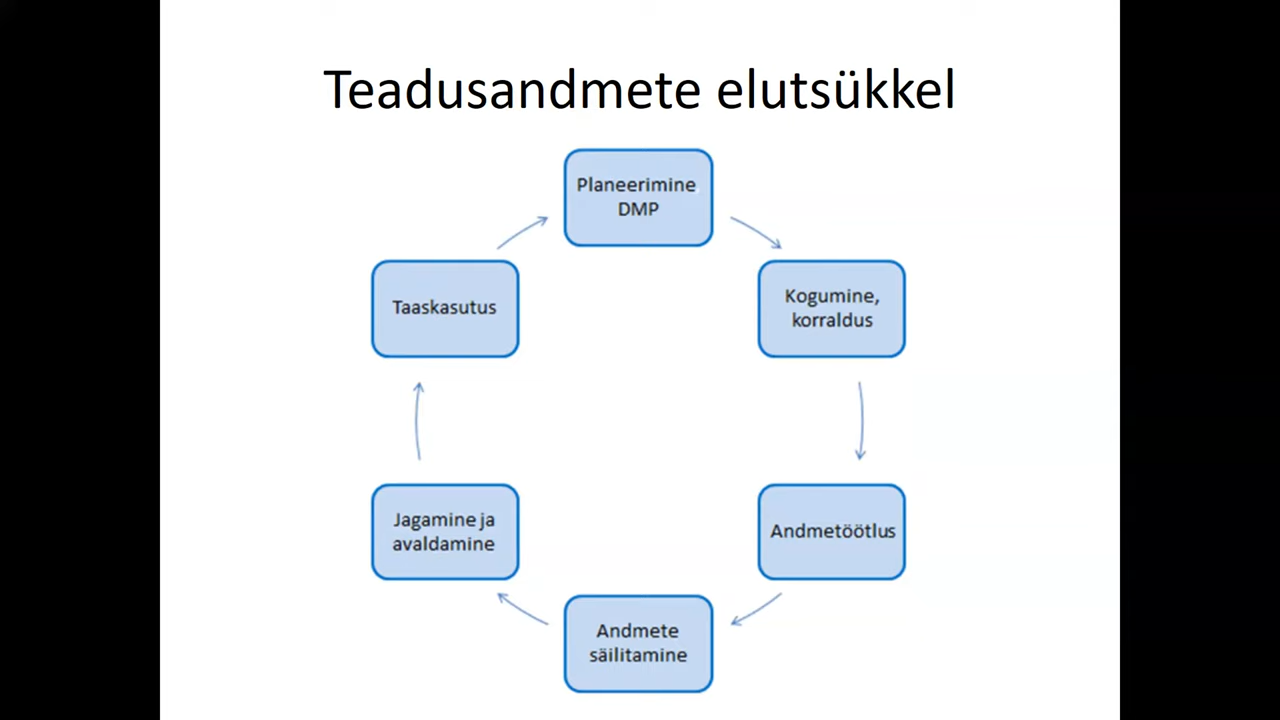 Teadusandmete elutsükkel
Planeerimine
DMP
Kogumine,
korraldus
Andmetöötlus
Andmete
säilitamine
Jagamine ja
avaldamine
Taaskasutus